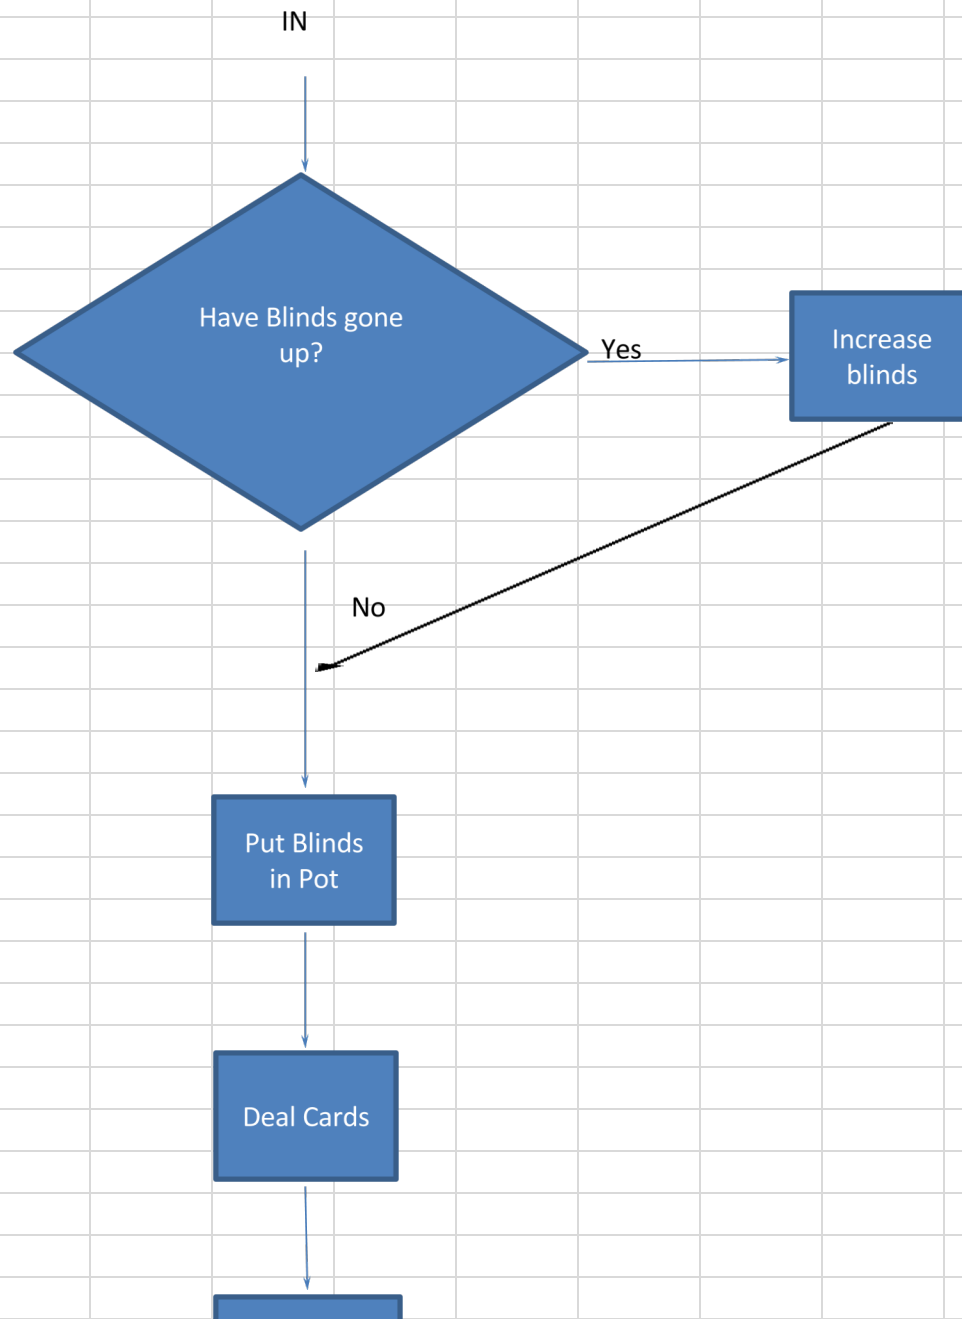 IN
Have Blinds gone
up?
Yes
Increase
blinds
No
Put Blinds
in Pot
Deal Cards